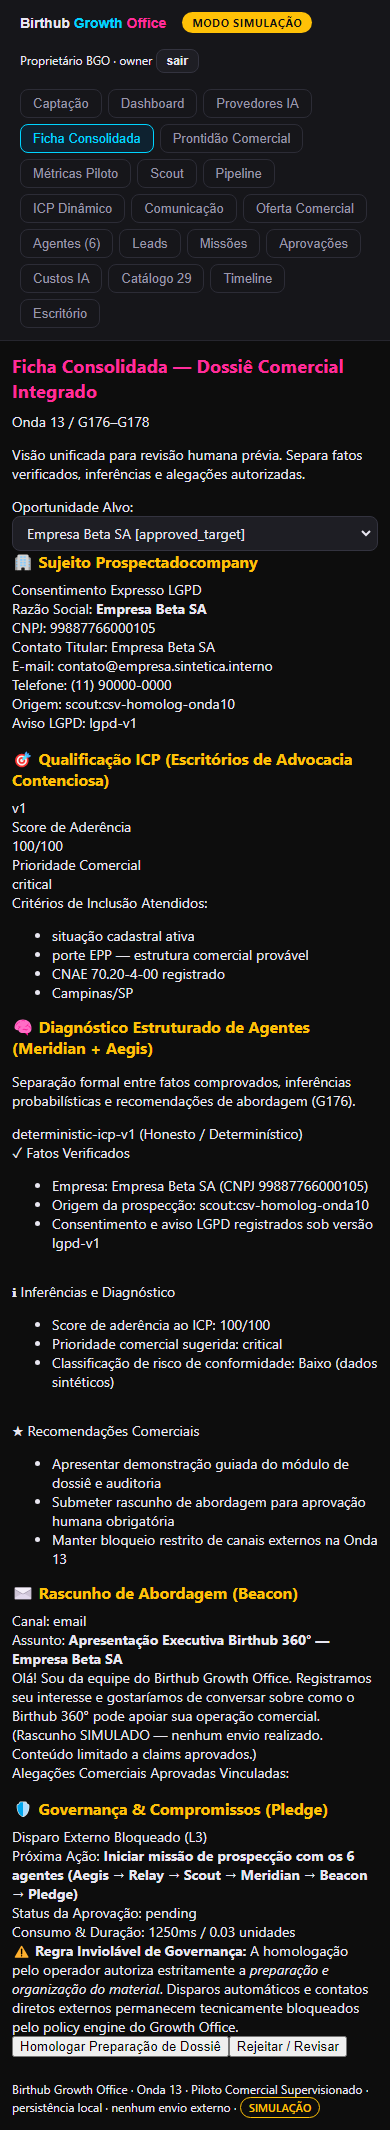 Birthub Growth Office MODO SIMULAÇÃO
Proprietário BGO · owner sair
Captação Dashboard Provedores IA
Ficha Consolidada Prontidão Comercial
Métricas Piloto Scout Pipeline
ICP Dinâmico Comunicação Oferta Comercial
Agentes (6) Leads Missões Aprovações
Custos IA Catálogo 29 Timeline
Escritório
Ficha Consolidada — Dossiê Comercial
Integrado
Onda 13 / G176–G178
Visão unificada para revisão humana prévia. Separa fatos
verificados, inferências e alegações autorizadas.
Oportunidade Alvo:
Empresa Beta SA [approved_target]
🏢 Sujeito Prospectadocompany
Consentimento Expresso LGPD
Razão Social: Empresa Beta SA
CNPJ: 99887766000105
Contato Titular: Empresa Beta SA
E-mail: contato@empresa.sintetica.interno
Telefone: (11) 90000-0000
Origem: scout:csv-homolog-onda10
Aviso LGPD: lgpd-v1
🎯 Qualificação ICP (Escritórios de Advocacia
Contenciosa)
v1
Score de Aderência
100/100
Prioridade Comercial
critical
Critérios de Inclusão Atendidos:
• situação cadastral ativa
• porte EPP — estrutura comercial provável
• CNAE 70.20-4-00 registrado
• Campinas/SP
🧠 Diagnóstico Estruturado de Agentes
(Meridian + Aegis)
Separação formal entre fatos comprovados, inferências
probabilísticas e recomendações de abordagem (G176).
deterministic-icp-v1 (Honesto / Determinístico)
✓ Fatos Verificados
• Empresa: Empresa Beta SA (CNPJ 99887766000105)
• Origem da prospecção: scout:csv-homolog-onda10
• Consentimento e aviso LGPD registrados sob versão
lgpd-v1
ℹ Inferências e Diagnóstico
• Score de aderência ao ICP: 100/100
• Prioridade comercial sugerida: critical
• Classificação de risco de conformidade: Baixo (dados
sintéticos)
★ Recomendações Comerciais
• Apresentar demonstração guiada do módulo de
dossiê e auditoria
• Submeter rascunho de abordagem para aprovação
humana obrigatória
• Manter bloqueio restrito de canais externos na Onda
13
✉️ Rascunho de Abordagem (Beacon)
Canal: email
Assunto: Apresentação Executiva Birthub 360° —
Empresa Beta SA
Olá! Sou da equipe do Birthub Growth Office. Registramos
seu interesse e gostaríamos de conversar sobre como o
Birthub 360° pode apoiar sua operação comercial.
(Rascunho SIMULADO — nenhum envio realizado.
Conteúdo limitado a claims aprovados.)
Alegações Comerciais Aprovadas Vinculadas:
🛡️ Governança & Compromissos (Pledge)
Disparo Externo Bloqueado (L3)
Próxima Ação: Iniciar missão de prospecção com os 6
agentes (Aegis → Relay → Scout → Meridian → Beacon
→ Pledge)
Status da Aprovação: pending
Consumo & Duração: 1250ms / 0.03 unidades
⚠️ Regra Inviolável de Governança: A homologação
pelo operador autoriza estritamente a preparação e
organização do material. Disparos automáticos e contatos
diretos externos permanecem tecnicamente bloqueados
pelo policy engine do Growth Office.
Homologar Preparação de Dossiê Rejeitar / Revisar
Birthub Growth Office · Onda 13 · Piloto Comercial Supervisionado ·
persistência local · nenhum envio externo · SIMULAÇÃO